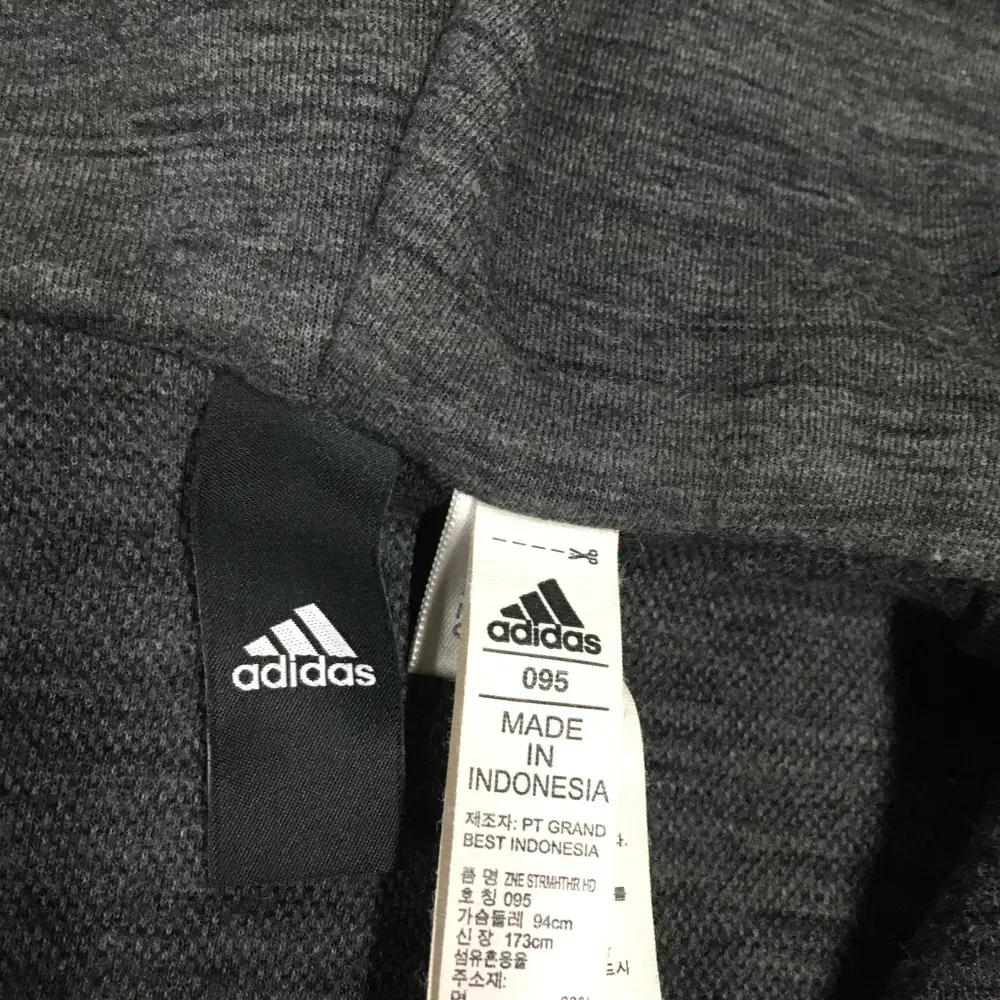 adidas
adidas
095
MADE
IN
INDONESIA
제조자: PT GRAND
BEST INDONESIA
품 명 ZNE STRMHTHR HD
호 칭 095
가슴둘레 94cm
신 장 173cm
섬유혼용율
주소재: